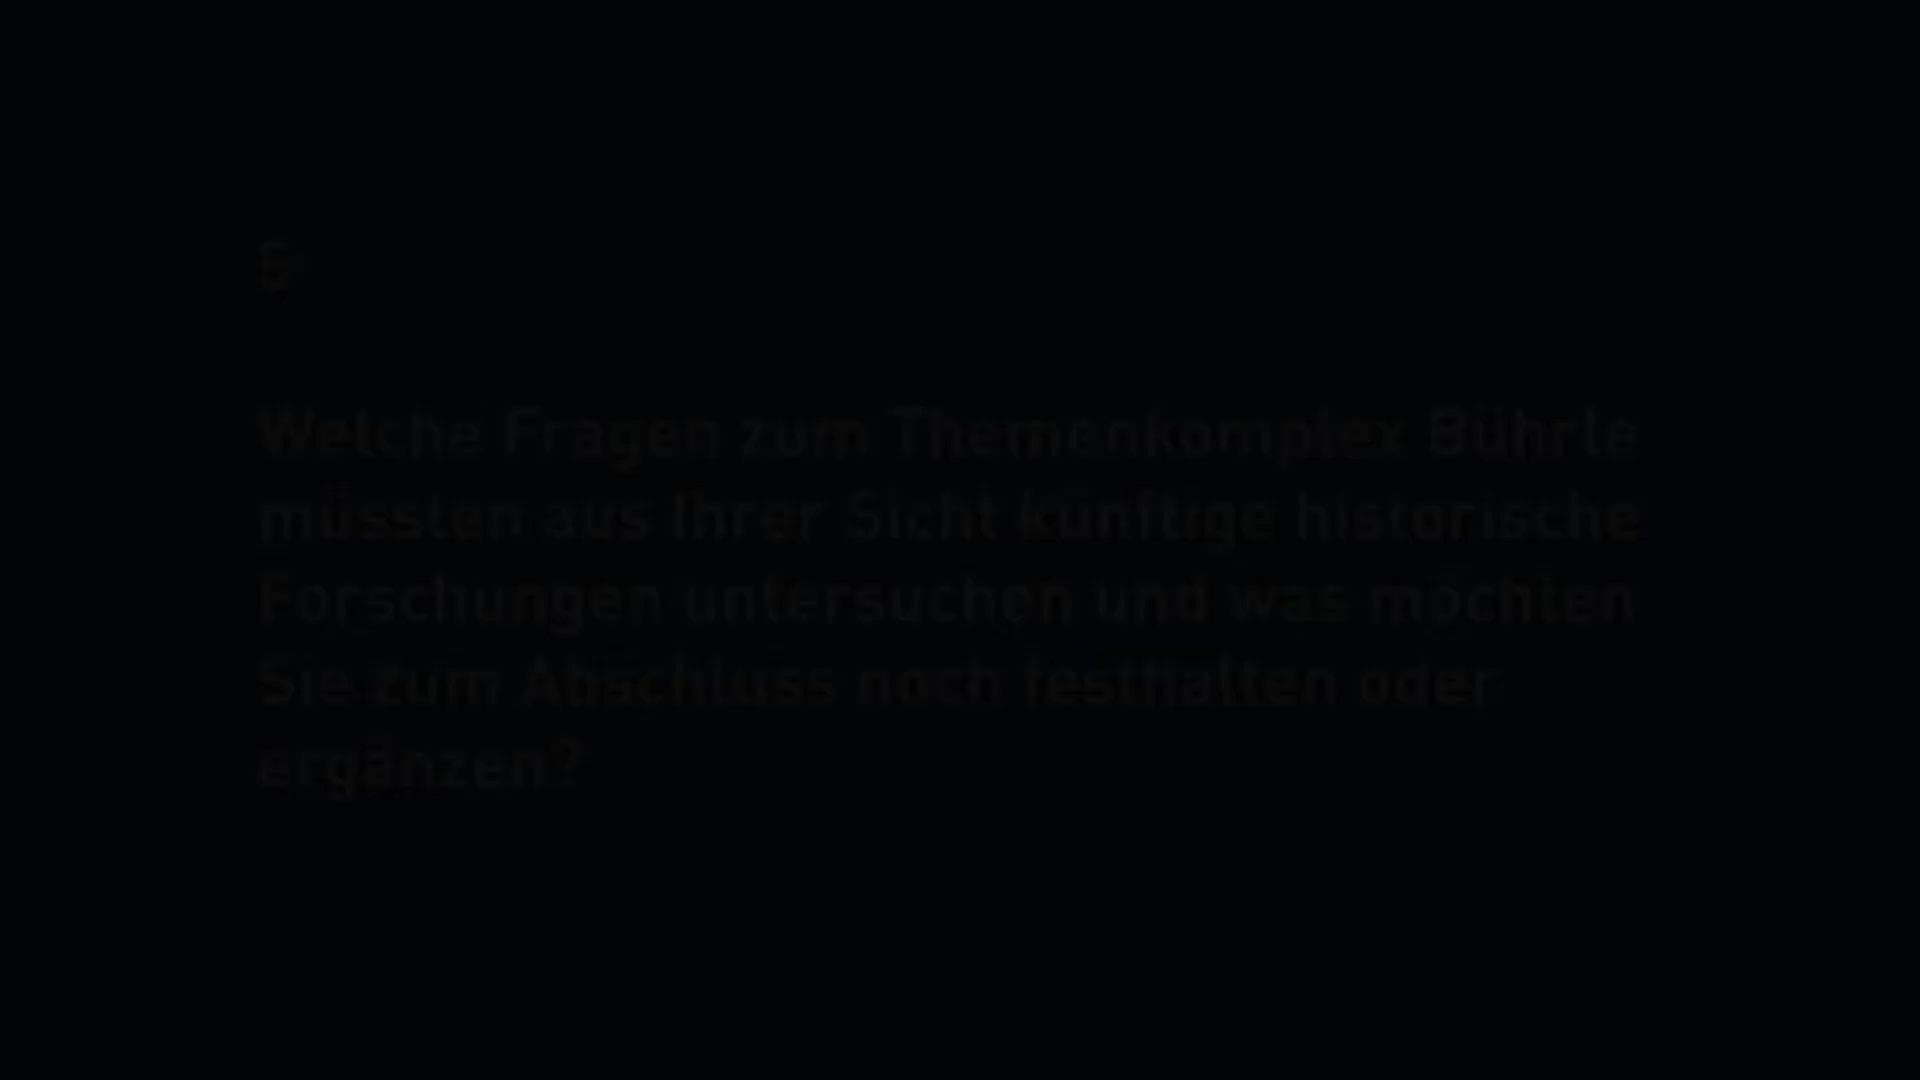 5
Welche Fragen zum Themenkomplex Bührle
müssten aus Ihrer Sicht künftige historische
Forschungen untersuchen und was möchten
Sie zum Abschluss noch festhalten oder
ergänzen?